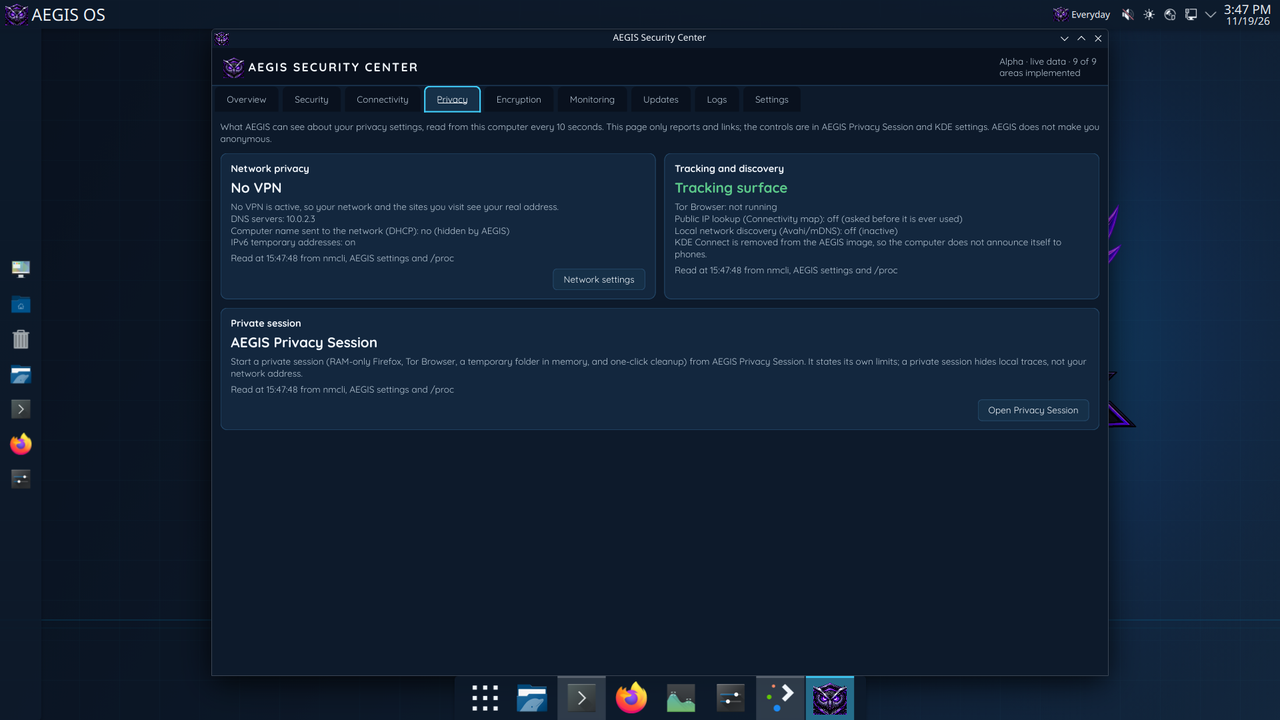 AEGIS OS
Everyday
3:47 PM
11/19/26
AEGIS Security Center
AEGIS SECURITY CENTER
Alpha · live data · 9 of 9
areas implemented
Overview
Security
Connectivity
Privacy
Encryption
Monitoring
Updates
Logs
Settings
What AEGIS can see about your privacy settings, read from this computer every 10 seconds. This page only reports and links; the controls are in AEGIS Privacy Session and KDE settings. AEGIS does not make you
anonymous.
Network privacy
No VPN
No VPN is active, so your network and the sites you visit see your real address.
DNS servers: 10.0.2.3
Computer name sent to the network (DHCP): no (hidden by AEGIS)
IPv6 temporary addresses: on
Read at 15:47:48 from nmcli, AEGIS settings and /proc
Network settings
Tracking and discovery
Tracking surface
Tor Browser: not running
Public IP lookup (Connectivity map): off (asked before it is ever used)
Local network discovery (Avahi/mDNS): off (inactive)
KDE Connect is removed from the AEGIS image, so the computer does not announce itself to
phones.
Read at 15:47:48 from nmcli, AEGIS settings and /proc
Private session
AEGIS Privacy Session
Start a private session (RAM-only Firefox, Tor Browser, a temporary folder in memory, and one-click cleanup) from AEGIS Privacy Session. It states its own limits; a private session hides local traces, not your
network address.
Read at 15:47:48 from nmcli, AEGIS settings and /proc
Open Privacy Session